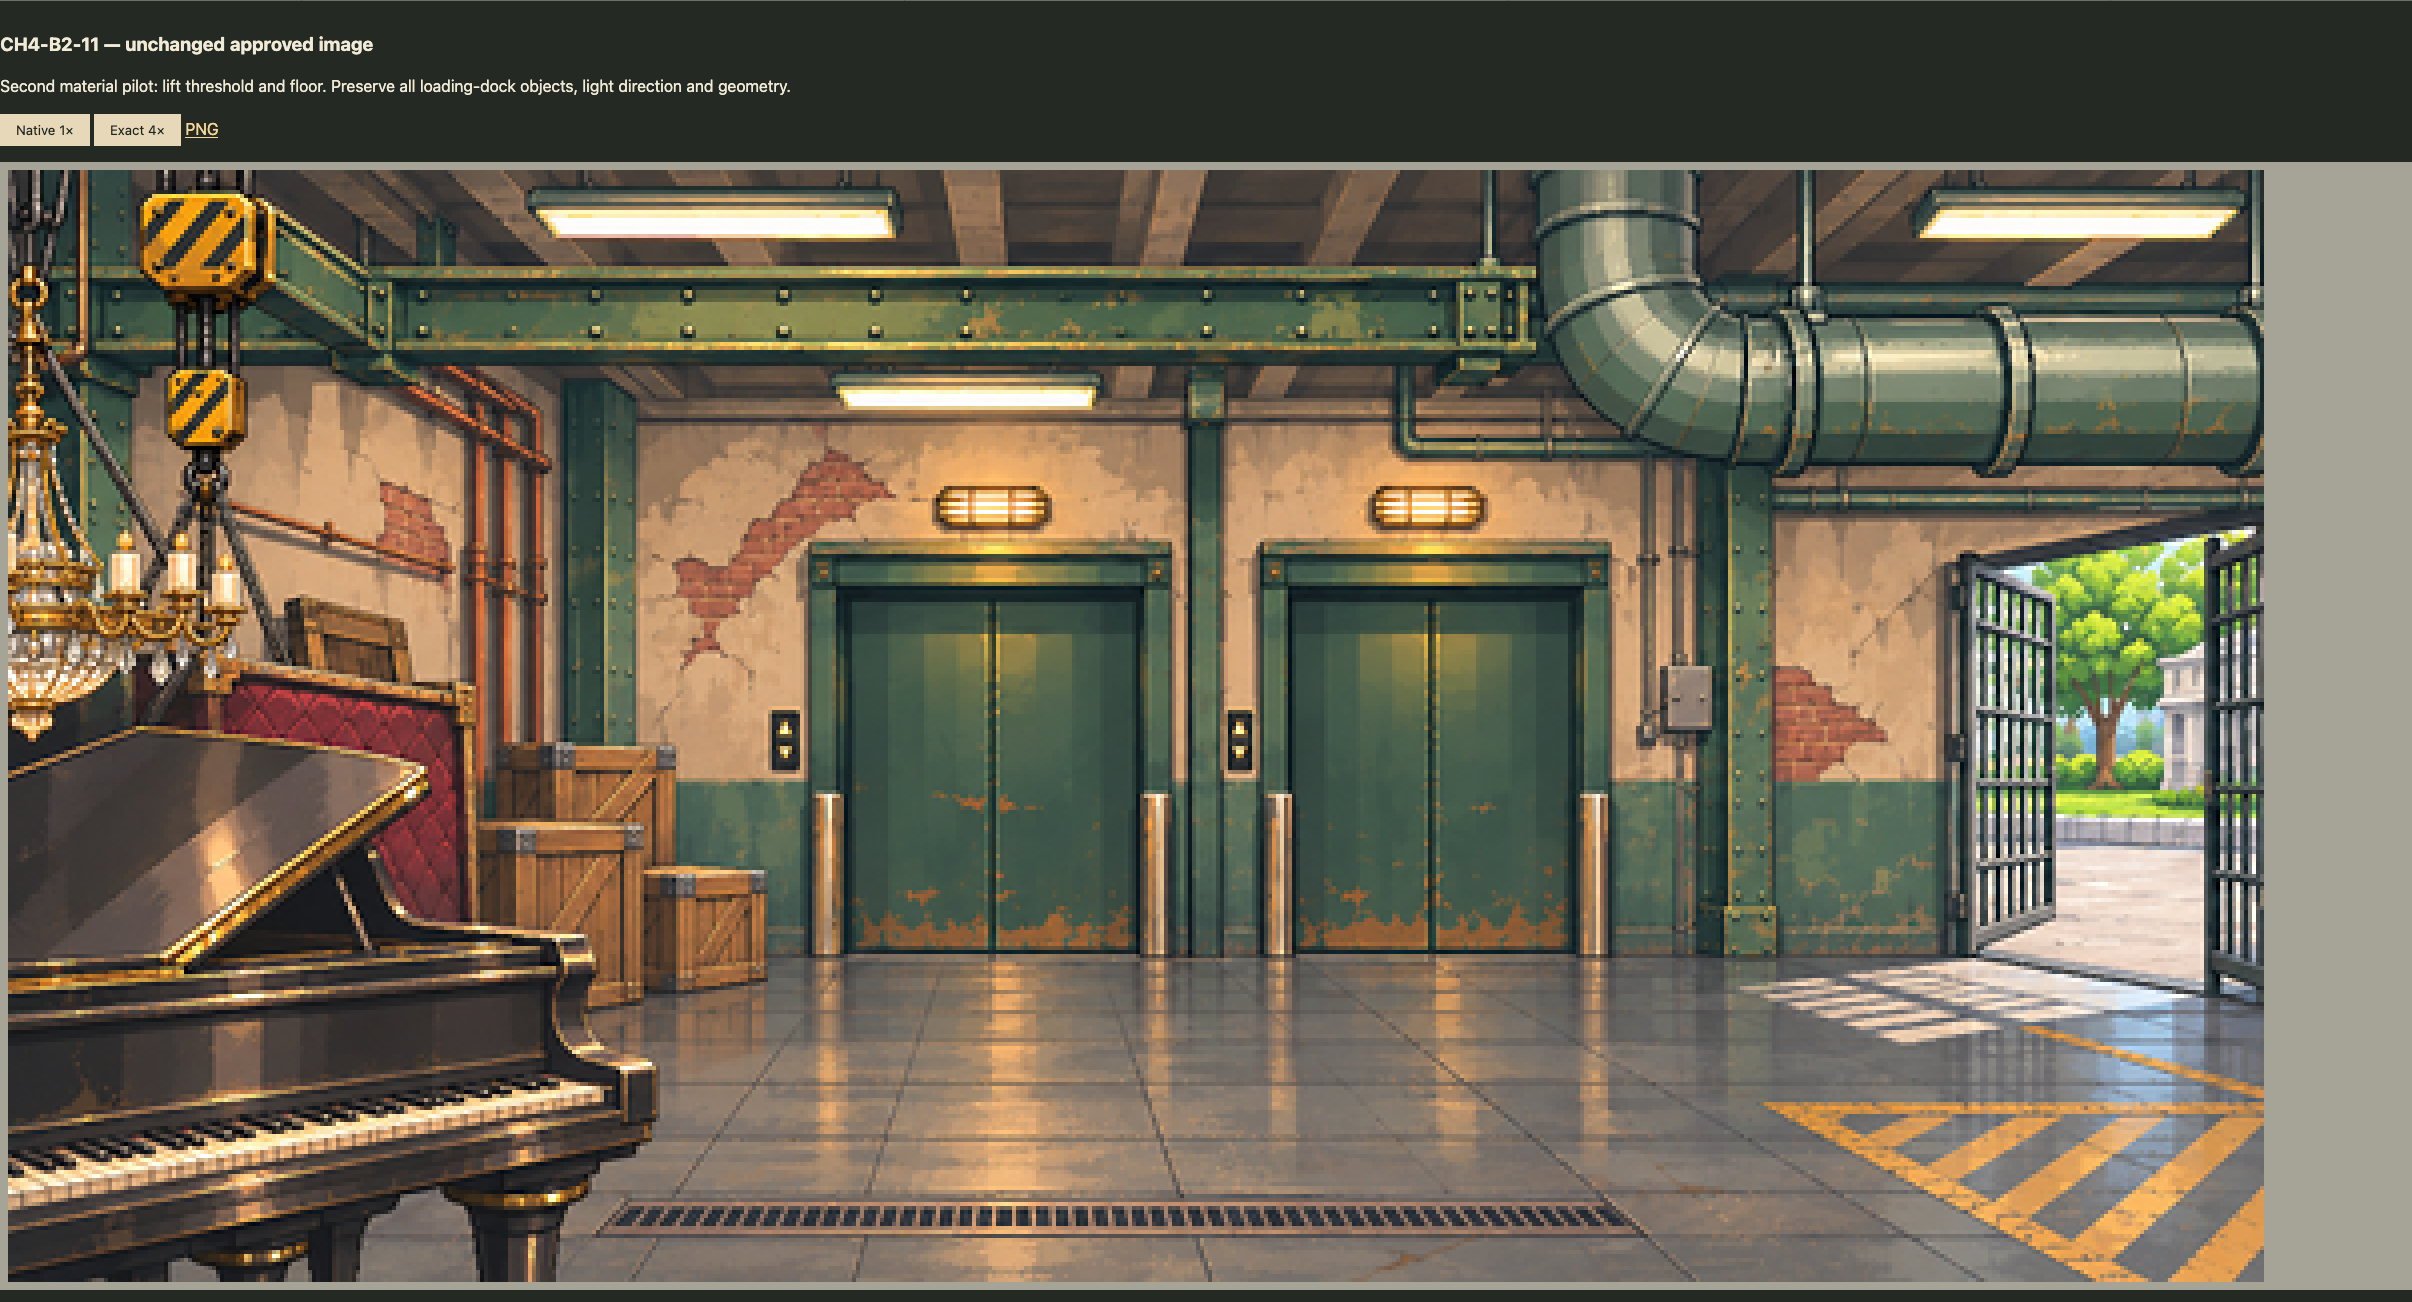 CH4-B2-11 — unchanged approved image
Second material pilot: lift threshold and floor. Preserve all loading-dock objects, light direction and geometry.
Native 1×
Exact 4×
PNG